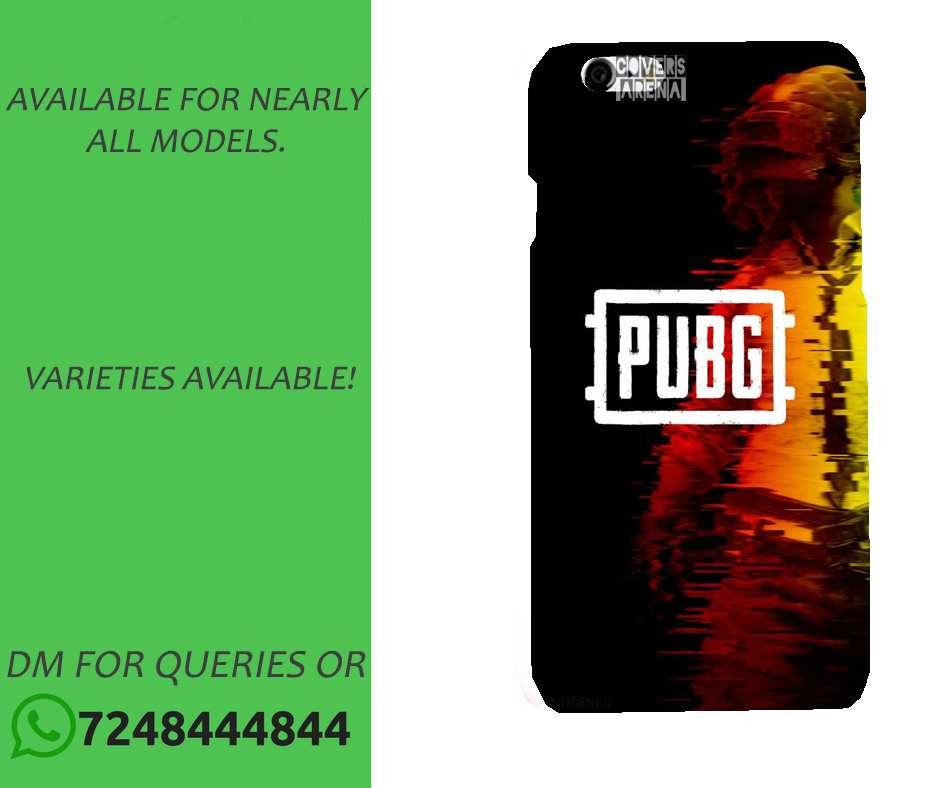 AVAILABLE FOR NEARLY
ALL MODELS.
VARIETIES AVAILABLE!
DM FOR QUERIES OR
7248444844
COVERS
ARENA
PUBG